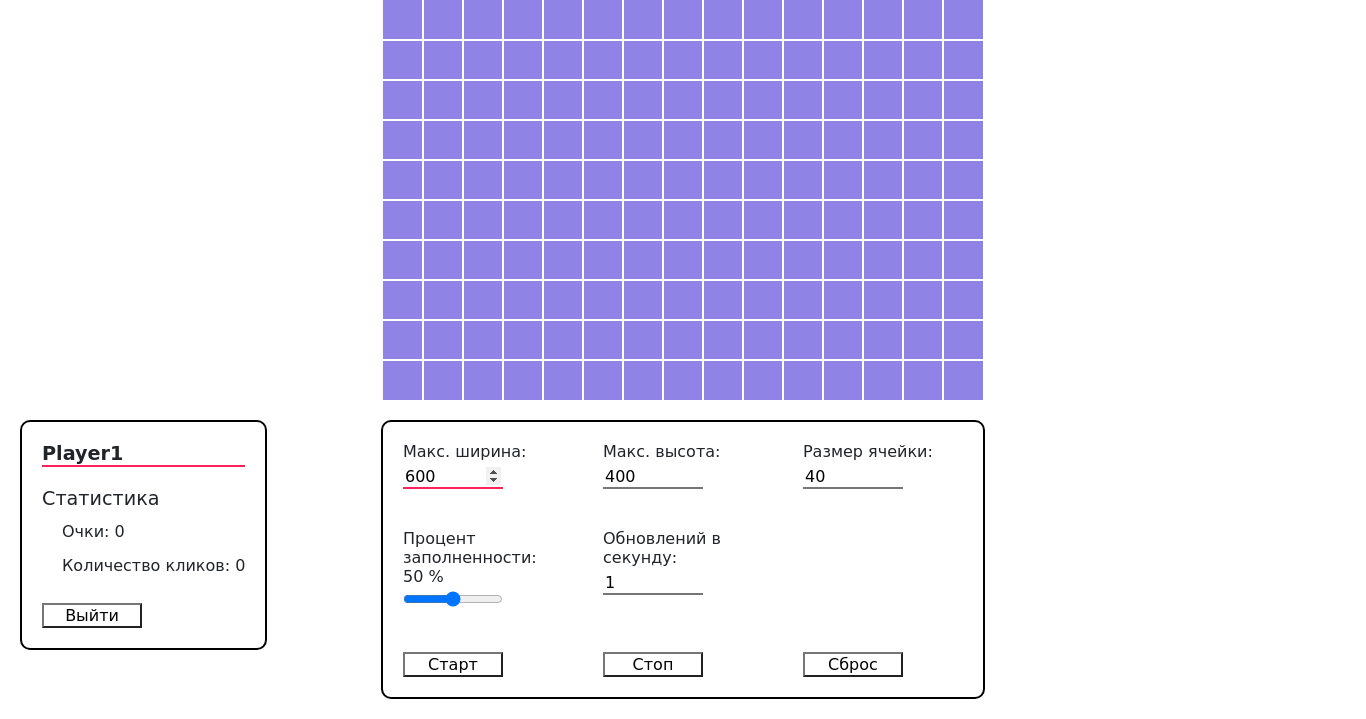 Player1
Статистика
Очки: 0
Количество кликов: 0
Выйти
Макс. ширина:
600
Макс. высота:
400
Размер ячейки:
40
Процент
заполненности:
50 %
Обновлений в
секунду:
1
Старт
Стоп
Сброс